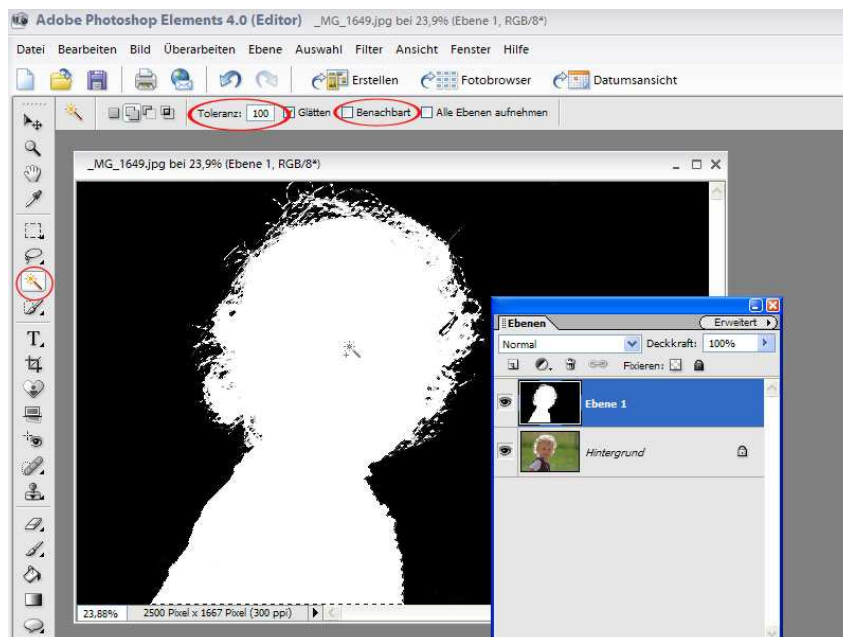 Adobe Photoshop Elements 4.0 (Editor) _MG_1649.jpg bei 23,9% (Ebene 1, RGB/8*)
Datei Bearbeiten Bild Überarbeiten Ebene Auswahl Filter Ansicht Fenster Hilfe
Erstellen Fotobrowser Datumsansicht
Toleranz: 100 Glätten Benachbart Alle Ebenen aufnehmen
_MG_1649.jpg bei 23,9% (Ebene 1, RGB/8*)
Ebenen Erweitert
Normal Deckkraft: 100%
Fixieren:
Ebene 1
Hintergrund
T
23,88% 2500 Pixel x 1667 Pixel (300 ppi)